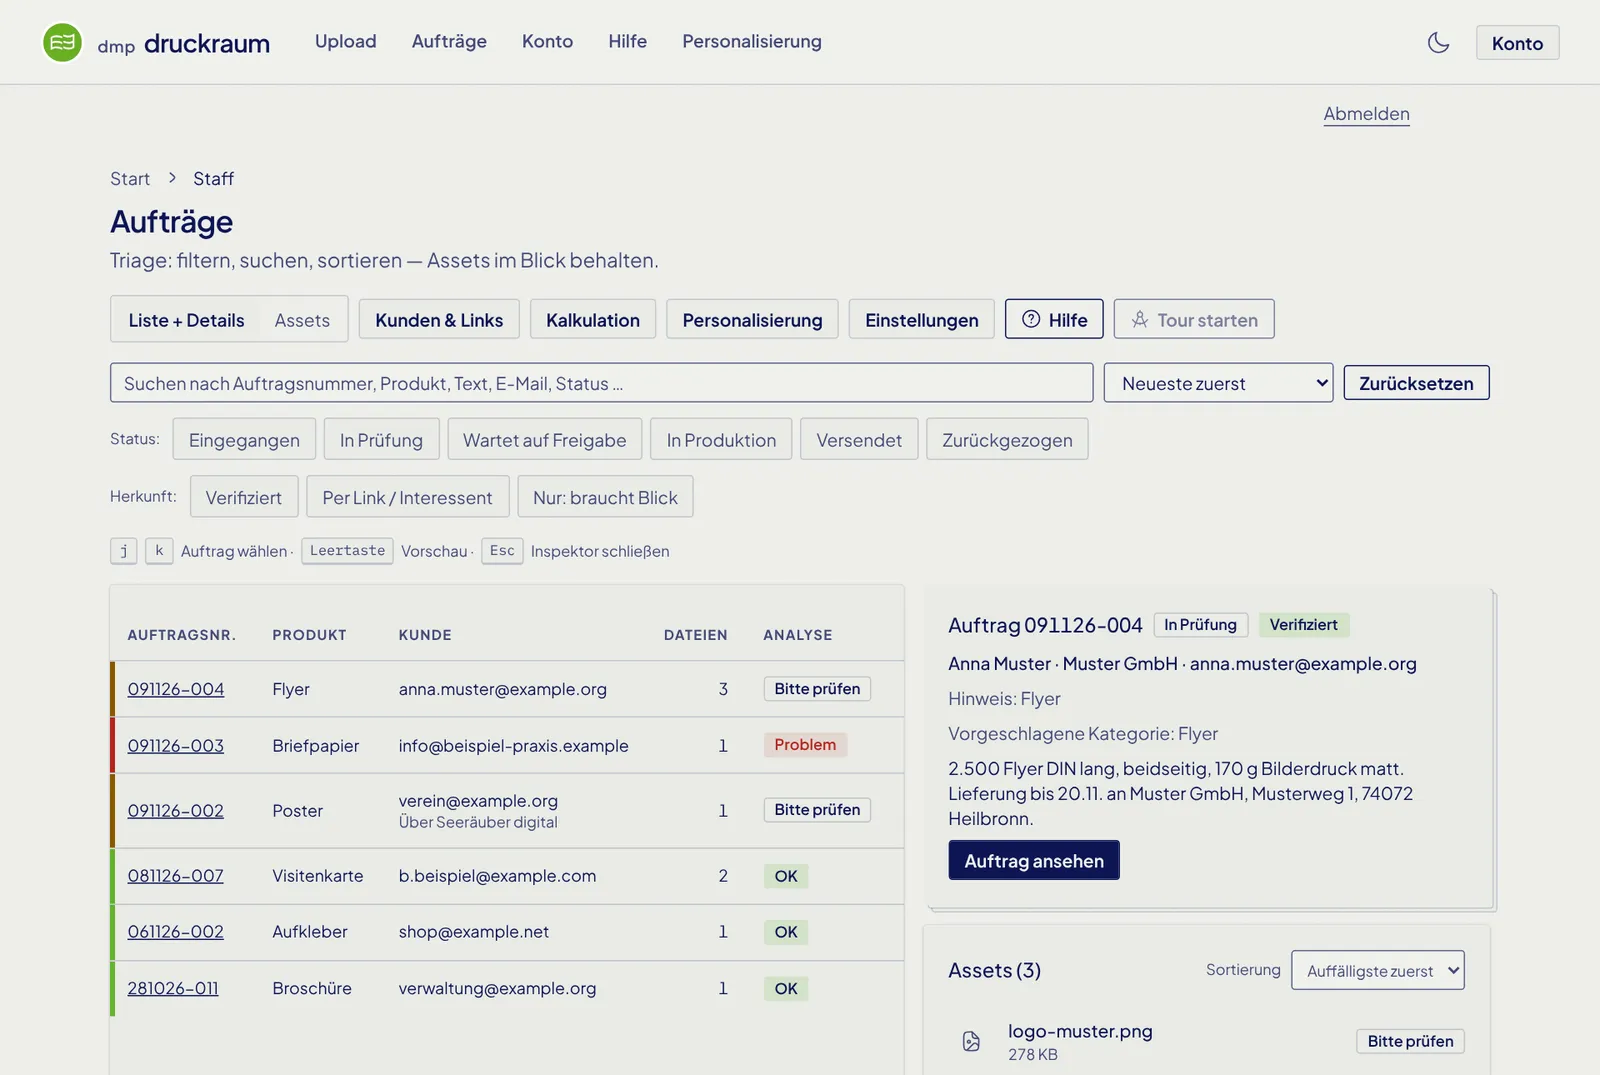 dmp druckraum
Upload
Aufträge
Konto
Hilfe
Personalisierung
Konto
Abmelden
Start > Staff
Aufträge
Triage: filtern, suchen, sortieren — Assets im Blick behalten.
Liste + Details
Assets
Kunden & Links
Kalkulation
Personalisierung
Einstellungen
Hilfe
Tour starten
Suchen nach Auftragsnummer, Produkt, Text, E-Mail, Status ...
Neueste zuerst
Zurücksetzen
Status: Eingegangen In Prüfung Wartet auf Freigabe In Produktion Versendet Zurückgezogen
Herkunft: Verifiziert Per Link / Interessent Nur: braucht Blick
j k Auftrag wählen · Leertaste Vorschau · Esc Inspektor schließen
AUFTRAGSNR. PRODUKT KUNDE DATEIEN ANALYSE
091126-004 Flyer anna.muster@example.org 3 Bitte prüfen
091126-003 Briefpapier info@beispiel-praxis.example 1 Problem
091126-002 Poster verein@example.org 1 Bitte prüfen
Über Seeräuber digital
081126-007 Visitenkarte b.beispiel@example.com 2 OK
061126-002 Aufkleber shop@example.net 1 OK
281026-011 Broschüre verwaltung@example.org 1 OK
Auftrag 091126-004 In Prüfung Verifiziert
Anna Muster · Muster GmbH · anna.muster@example.org
Hinweis: Flyer
Vorgeschlagene Kategorie: Flyer
2.500 Flyer DIN lang, beidseitig, 170 g Bilderdruck matt.
Lieferung bis 20.11. an Muster GmbH, Musterweg 1, 74072
Heilbronn.
Auftrag ansehen
Assets (3) Sortierung Auffälligste zuerst
logo-muster.png Bitte prüfen
278 KB